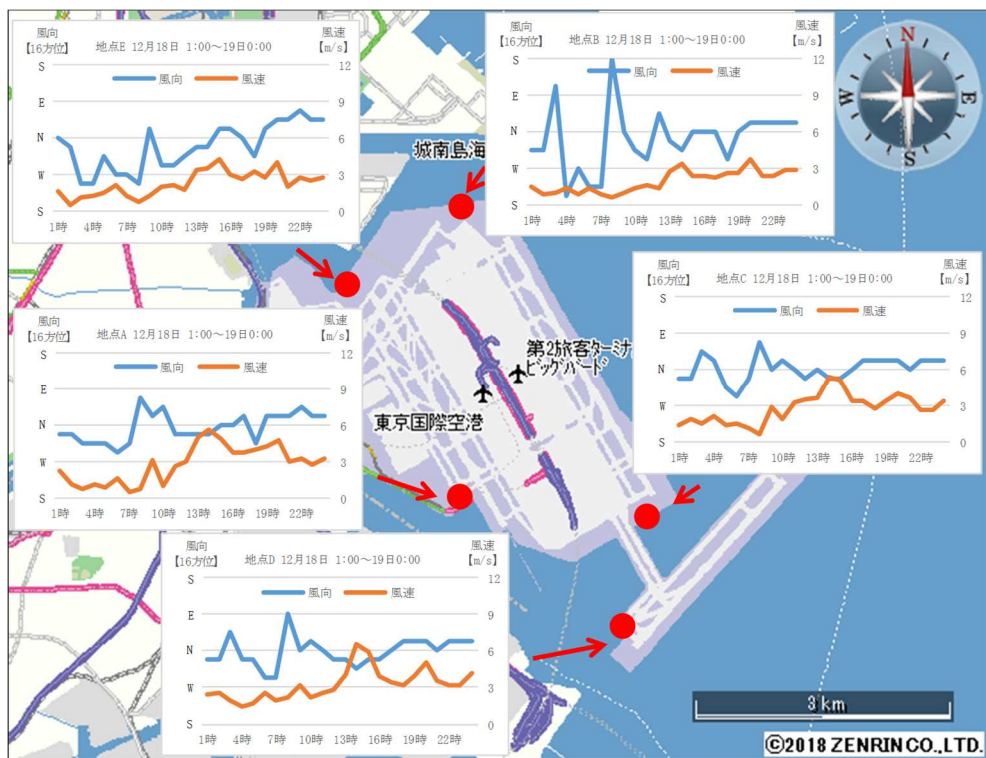 風向
【16方位】
地点E 12月18日 1:00～19日0:00
風速
【m/s】
風向
風速
S
E
N
W
S
12
9
6
3
0
1時 4時 7時 10時 13時 16時 19時 22時
風向
【16方位】
地点B 12月18日 1:00～19日0:00
風速
【m/s】
風向
風速
S
E
N
W
S
12
9
6
3
0
1時 4時 7時 10時 13時 16時 19時 22時
N
W
E
S
城南島海
風向
【16方位】
地点C 12月18日 1:00～19日0:00
風速
【m/s】
風向
風速
S
E
N
W
S
12
9
6
3
0
1時 4時 7時 10時 13時 16時 19時 22時
風向
【16方位】
地点A 12月18日 1:00～19日0:00
風速
【m/s】
風向
風速
S
E
N
W
S
12
9
6
3
0
1時 4時 7時 10時 13時 16時 19時 22時
第2旅客ターミナ
ビッグバード
東京国際空港
風向
【16方位】
地点D 12月18日 1:00～19日0:00
風速
【m/s】
風向
風速
S
E
N
W
S
12
9
6
3
0
1時 4時 7時 10時 13時 16時 19時 22時
3 km
©2018 ZENRIN CO., LTD.